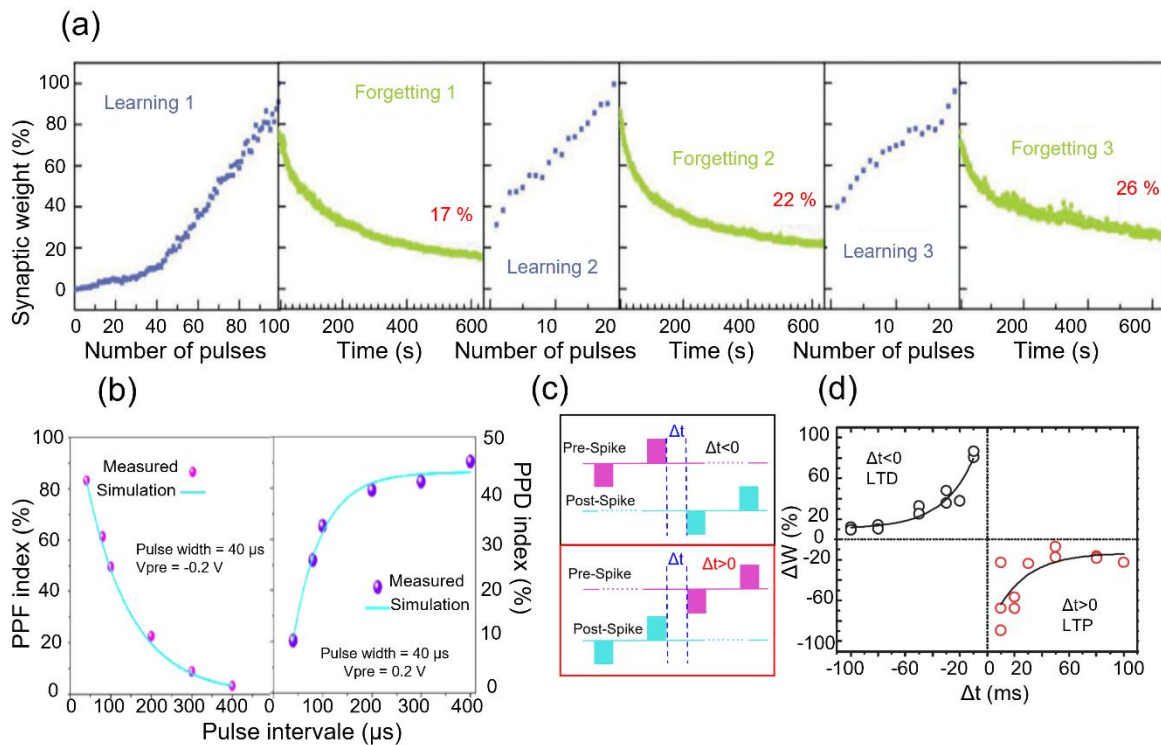 (a)
Synaptic weight (%)
100
80
60
40
20
0
Learning 1
Forgetting 1
17 %
Learning 2
Forgetting 2
22 %
Learning 3
Forgetting 3
26 %
0 20 40 60 80 100
200 400 600
10 20
200 400 600
10 20
200 400 600
Number of pulses
Time (s)
Number of pulses
Time (s)
Number of pulses
Time (s)
(b)
PPF index (%)
100
80
60
40
20
0
Measured
Simulation
Pulse width = 40 µs
Vpre = -0.2 V
Measured
Simulation
Pulse width = 40 µs
Vpre = 0.2 V
50
40
30
20
10
0
PPD index (%)
0 100 200 300 400
100 200 300 400
Pulse intervale (µs)
(c)
Δt
Pre-Spike
Δt<0
Post-Spike
Δt
Δt>0
Pre-Spike
Post-Spike
(d)
ΔW (%)
100
80
60
40
20
0
-20
-60
-80
-100
Δt<0
LTD
Δt>0
LTP
-100 -80 -60 -40 -20 0 20 40 60 80 100
Δt (ms)